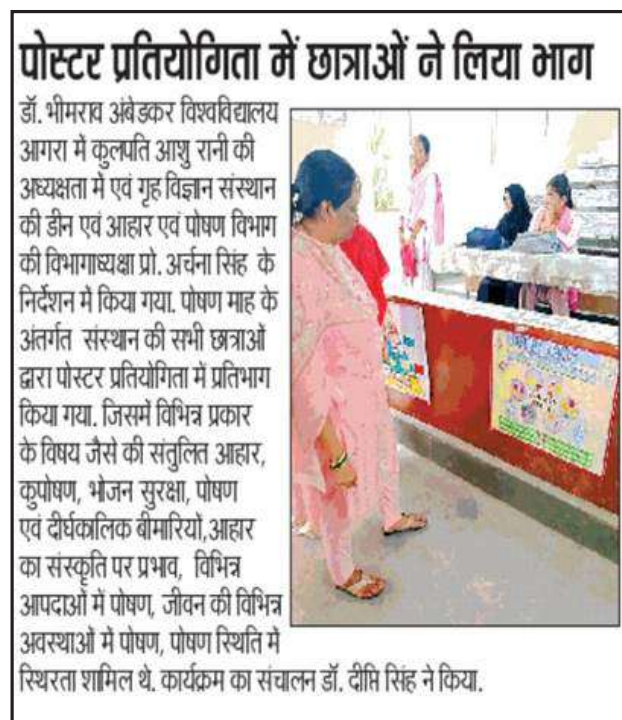 पोस्टर प्रतियोगिता में छात्राओं ने लिया भाग
डॉ. भीमराव अंबेडकर विश्वविद्यालय
आगरा में कुलपति आशु रानी की
अध्यक्षता में एवं गृह विज्ञान संस्थान
की डीन एवं आहार एवं पोषण विभाग
की विभागाध्यक्षा प्रो. अर्चना सिंह के
निर्देशन में किया गया. पोषण माह के
अंतर्गत संस्थान की सभी छात्राओं
द्वारा पोस्टर प्रतियोगिता में प्रतिभाग
किया गया. जिसमें विभिन्न प्रकार
के विषय जैसे की संतुलित आहार,
कुपोषण, भोजन सुरक्षा, पोषण
एवं दीर्घकालिक बीमारियों,आहार
का संस्कृति पर प्रभाव, विभिन्न
आपदाओं में पोषण, जीवन की विभिन्न
अवस्थाओं में पोषण, पोषण स्थिति में
स्थिरता शामिल थे. कार्यक्रम का संचालन डॉ. दीप्ति सिंह ने किया.